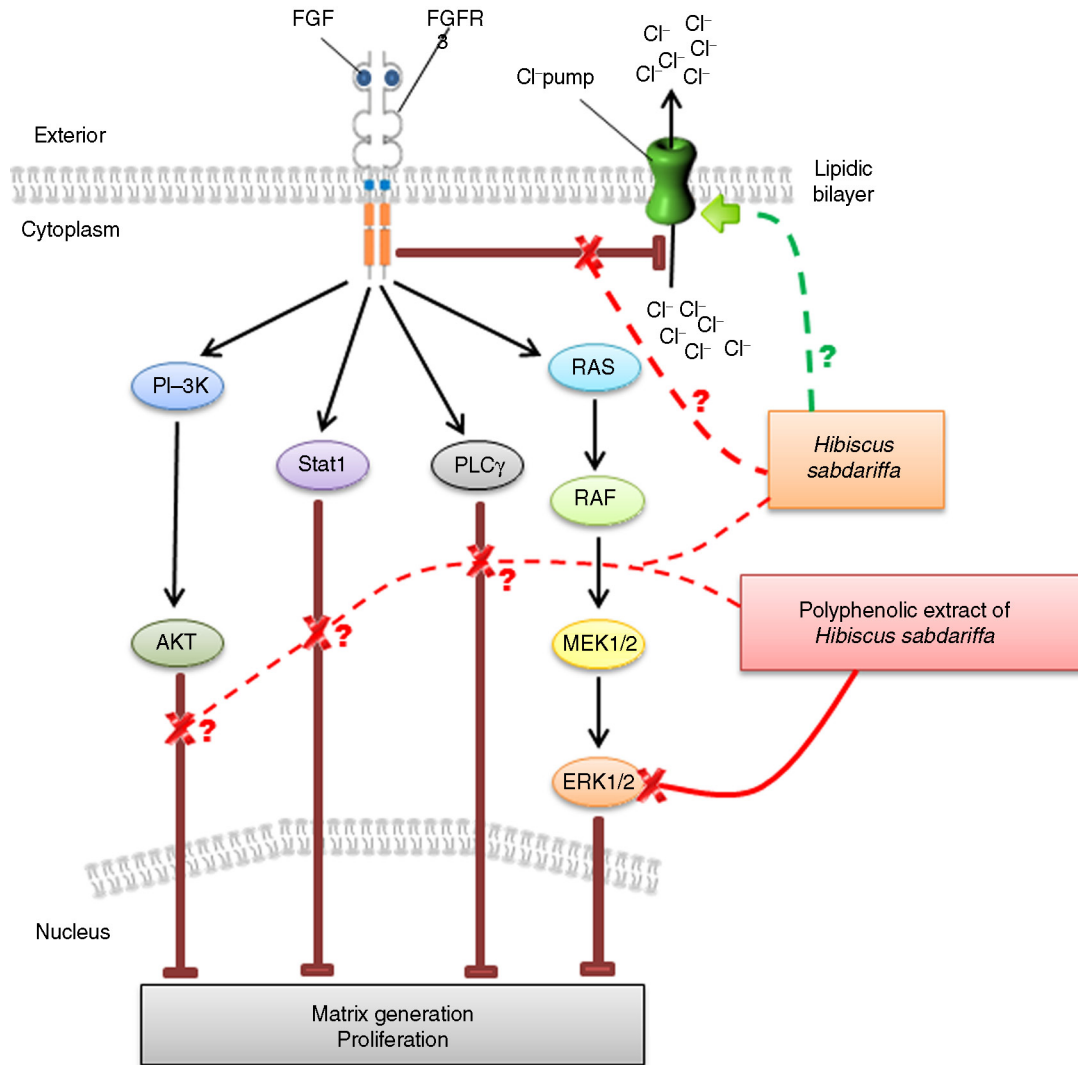 FGF
FGFR
3
Cl⁻
Cl⁻
Cl⁻
Cl⁻
Cl⁻
Cl⁻
Cl⁻pump
Exterior
Lipidic
bilayer
Cytoplasm
Cl⁻ Cl⁻
Cl⁻
Cl⁻
Cl⁻
Cl⁻
?
RAS
PI–3K
?
Hibiscus
sabdariffa
Stat1
PLCγ
RAF
?
Polyphenolic extract of
Hibiscus sabdariffa
?
AKT
MEK1/2
?
ERK1/2
Nucleus
Matrix generation
Proliferation